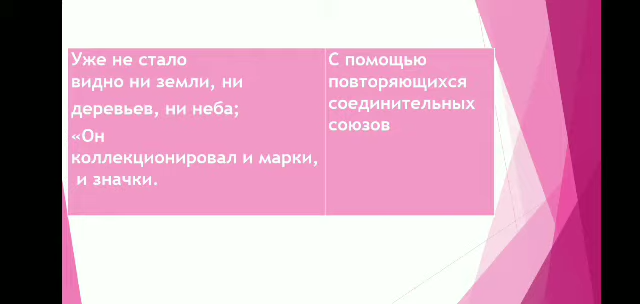 Уже не стало
видно ни земли, ни
деревьев, ни неба;
«Он
коллекционировал и марки,
и значки.
С помощью
повторяющихся
соединительных
союзов